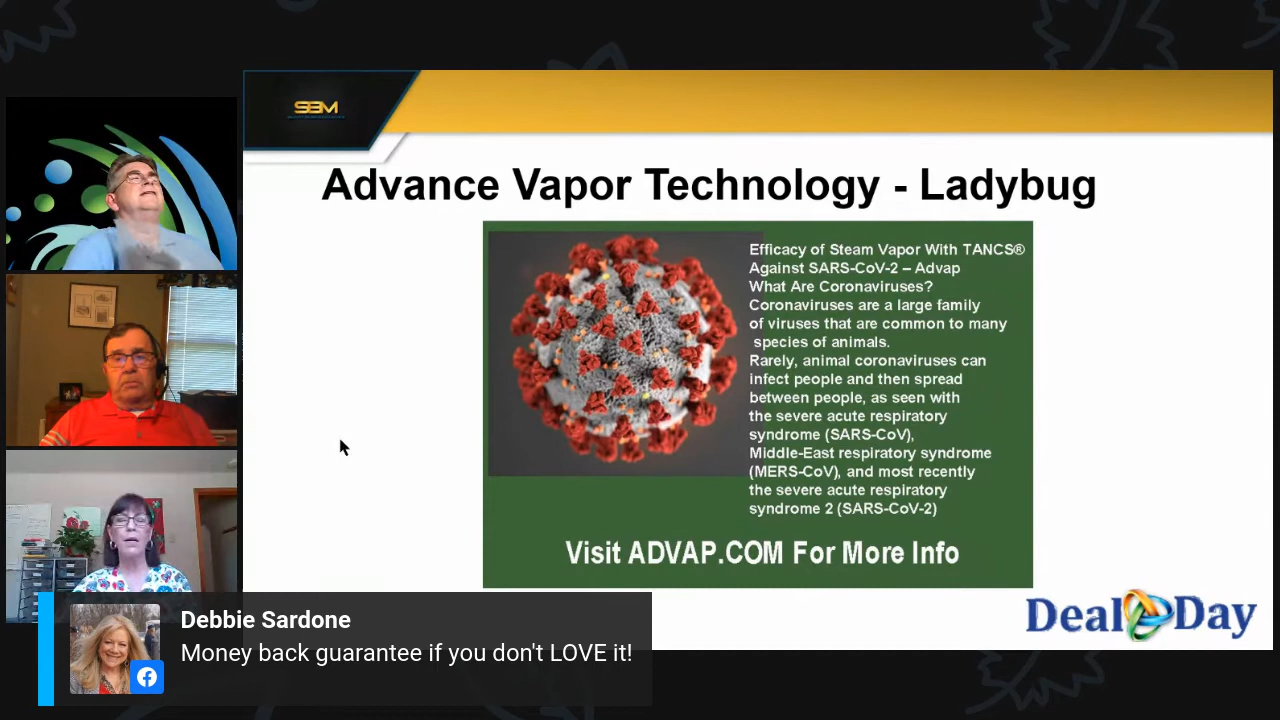 SBM
Advance Vapor Technology - Ladybug
Efficacy of Steam Vapor With TANCS®
Against SARS-CoV-2 – Advap
What Are Coronaviruses?
Coronaviruses are a large family
of viruses that are common to many
species of animals.
Rarely, animal coronaviruses can
infect people and then spread
between people, as seen with
the severe acute respiratory
syndrome (SARS-CoV),
Middle-East respiratory syndrome
(MERS-CoV), and most recently
the severe acute respiratory
syndrome 2 (SARS-CoV-2)
Visit ADVAP.COM For More Info
Deal Day
Debbie Sardone
Money back guarantee if you don't LOVE it!